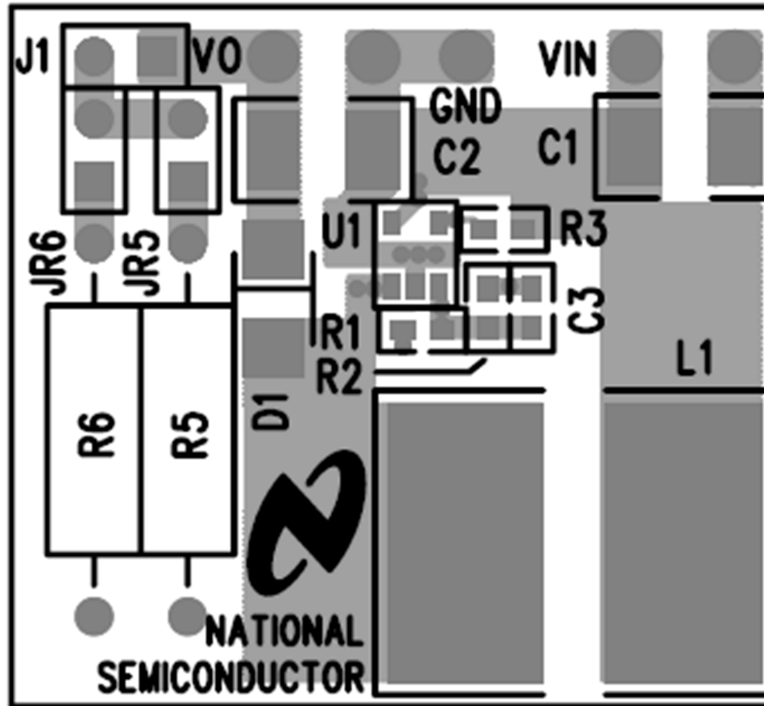 J1
VO
VIN
GND
C2
C1
U1
R3
JR6
JR5
C3
R1
R2
L1
D1
R6
R5
NATIONAL
SEMICONDUCTOR